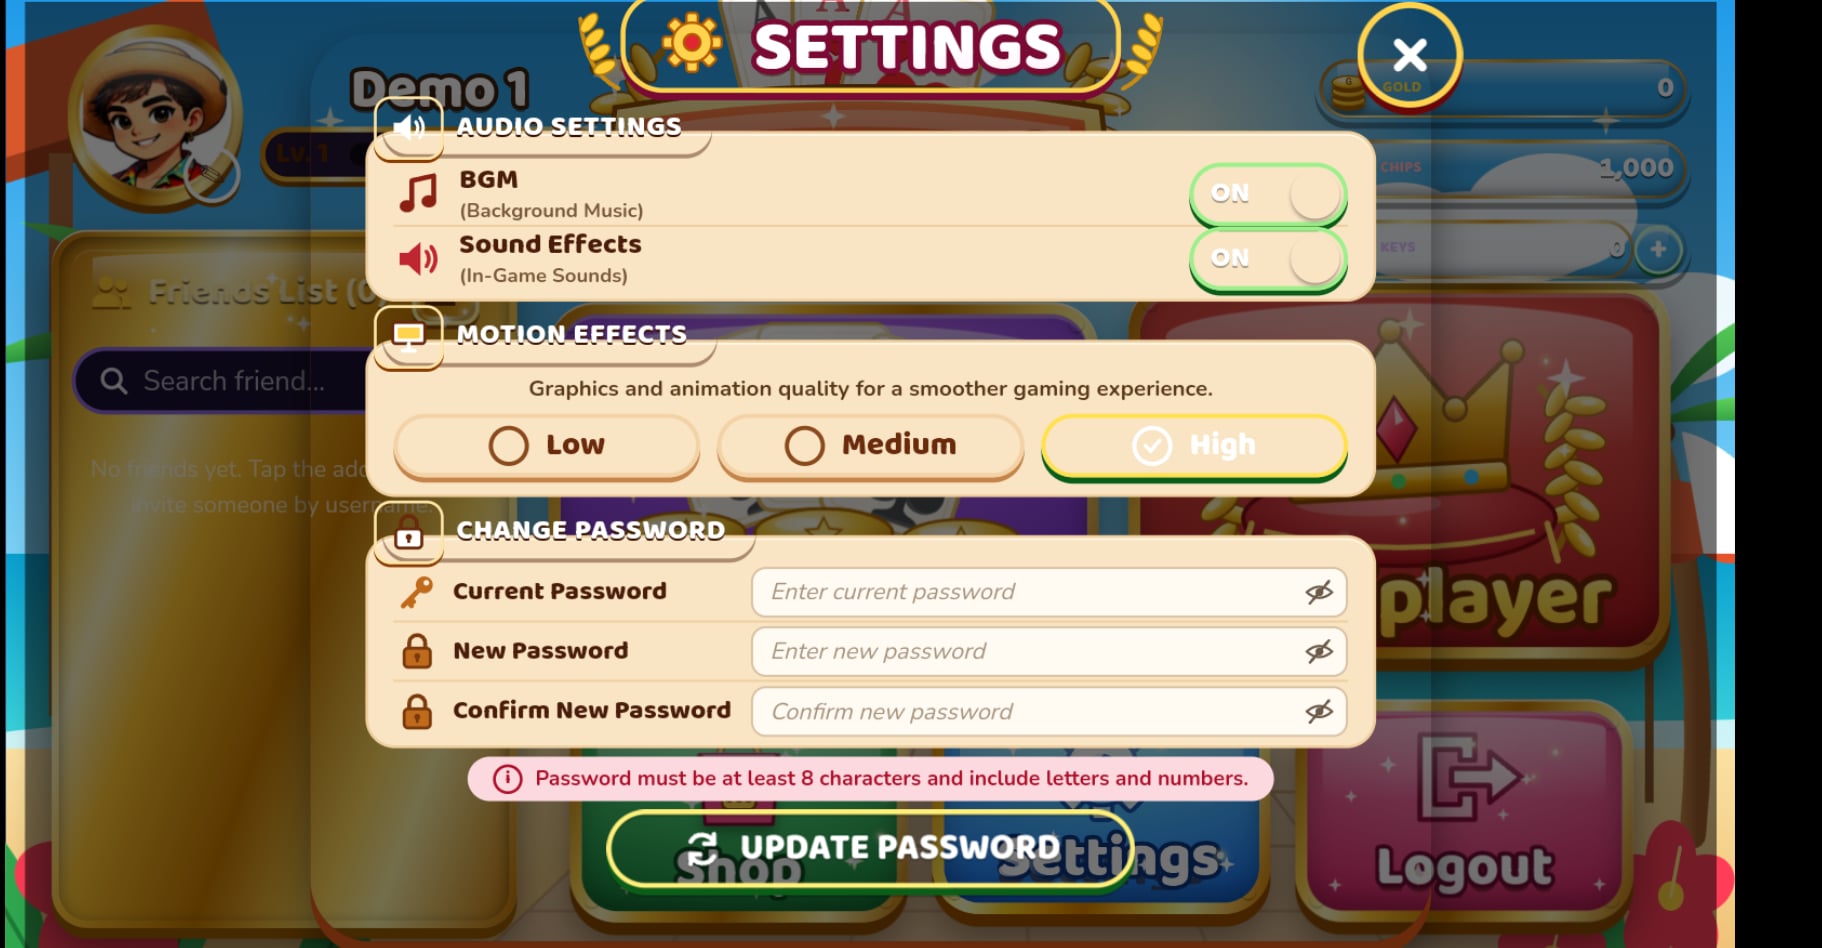 SETTINGS
Demo 1
GOLD
0
Lv. 1
AUDIO SETTINGS
CHIPS
1,000
BGM
(Background Music)
ON
KEYS
0
Sound Effects
(In-Game Sounds)
ON
Friends List (0
MOTION EFFECTS
Search friend...
Graphics and animation quality for a smoother gaming experience.
Low
Medium
High
No friends yet. Tap the add
Invite someone by username.
CHANGE PASSWORD
Current Password
Enter current password
player
New Password
Enter new password
Confirm New Password
Confirm new password
Password must be at least 8 characters and include letters and numbers.
UPDATE PASSWORD
Shop
Settings
Logout